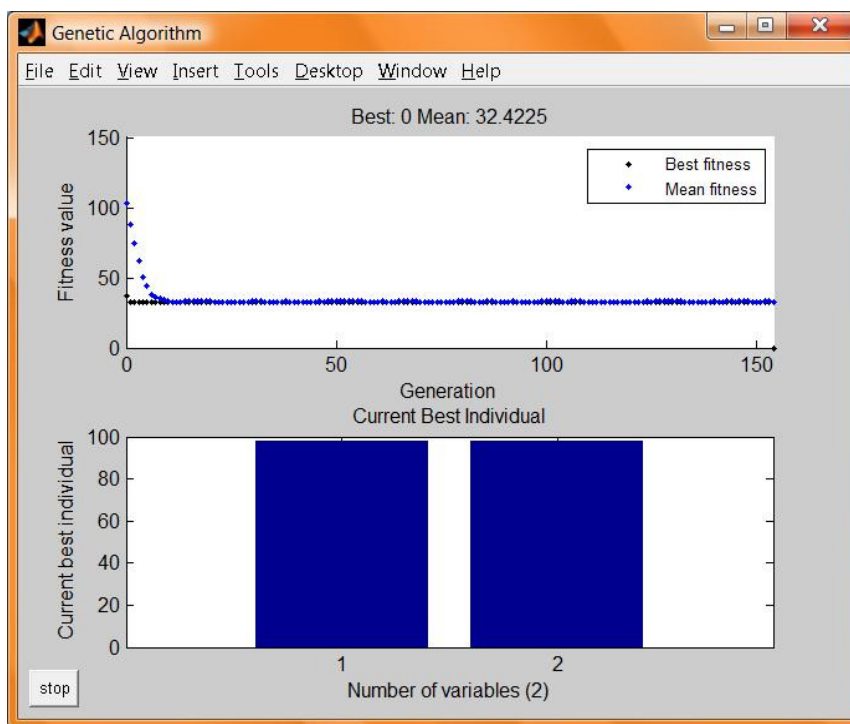 Genetic Algorithm
File Edit View Insert Tools Desktop Window Help
Best: 0 Mean: 32.4225
150
100
50
0
Fitness value
Best fitness
Mean fitness
0 50 100 150
Generation
Current Best Individual
100
80
60
40
20
0
Current best individual
1 2
Number of variables (2)
stop